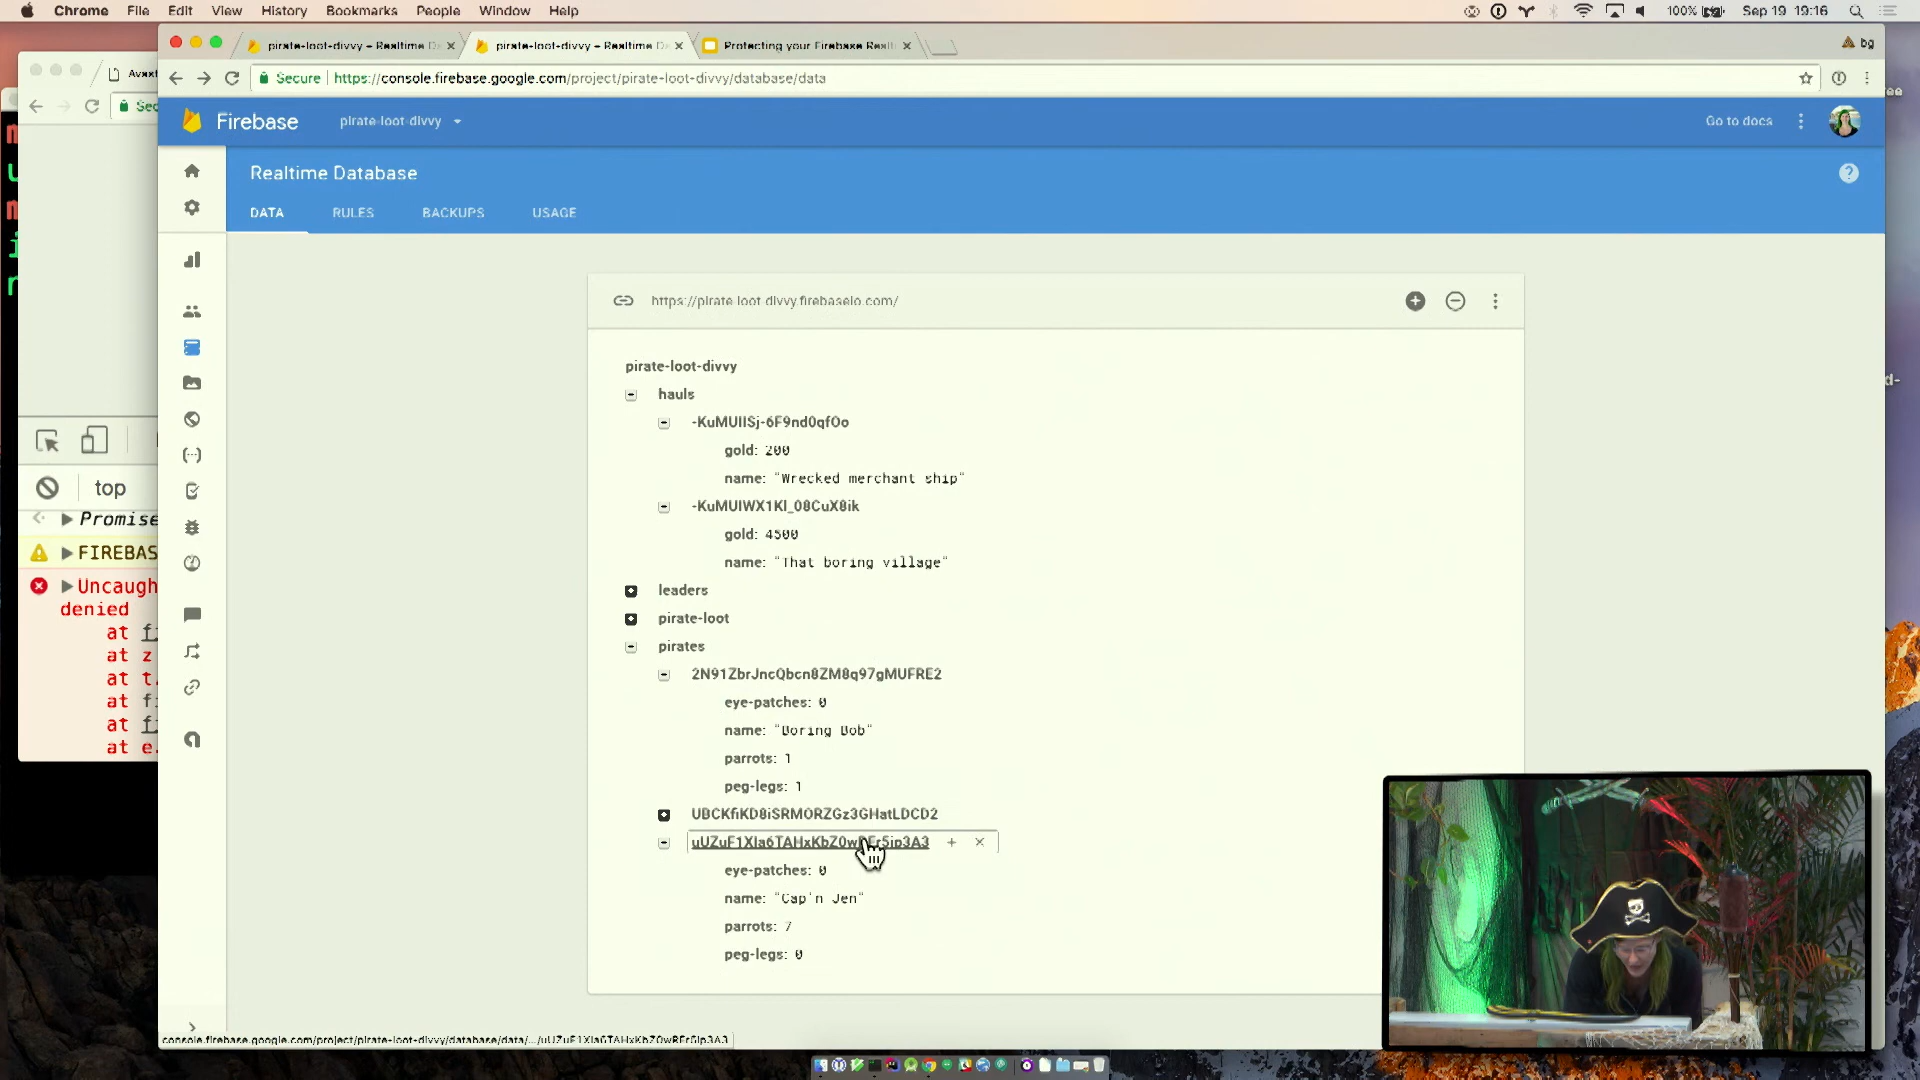 Chrome File Edit View History Bookmarks People Window Help 100% Sep 19 19:16
pirate-loot-divvy – Realtime D pirate-loot-divvy – Realtime D Protecting your Firebase Realt bg
Secure https://console.firebase.google.com/project/pirate-loot-divvy/database/data
Firebase pirate-loot-divvy Go to docs
Realtime Database
DATA RULES BACKUPS USAGE
https://pirate-loot-divvy.firebaseio.com/
pirate-loot-divvy
hauls
-KuMUIISj-6F9nd0qfOo
gold: 200
name: "Wrecked merchant ship"
-KuMUIWX1Kl_08CuX8ik
gold: 4500
name: "That boring village"
leaders
pirate-loot
pirates
2N91ZbrJncQbcn8ZM8q97gMUFRE2
eye-patches: 0
name: "Boring Bob"
parrots: 1
peg-legs: 1
UBCKfiKD8iSRMORZGz3GHatLDCD2
eye-patches: 0
name: "Cap'n Jen"
parrots: 7
peg-legs: 0
top
Promise
FIREBAS
Uncaugh
denied
at
at z
at t.
at f
at
at e.